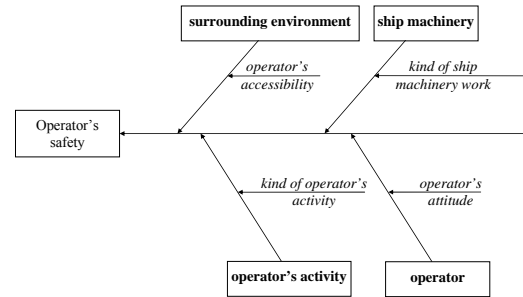 surrounding environment
ship machinery
operator's
accessibility
kind of ship
machinery work
Operator's
safety
kind of operator's
activity
operator's
attitude
operator's activity
operator